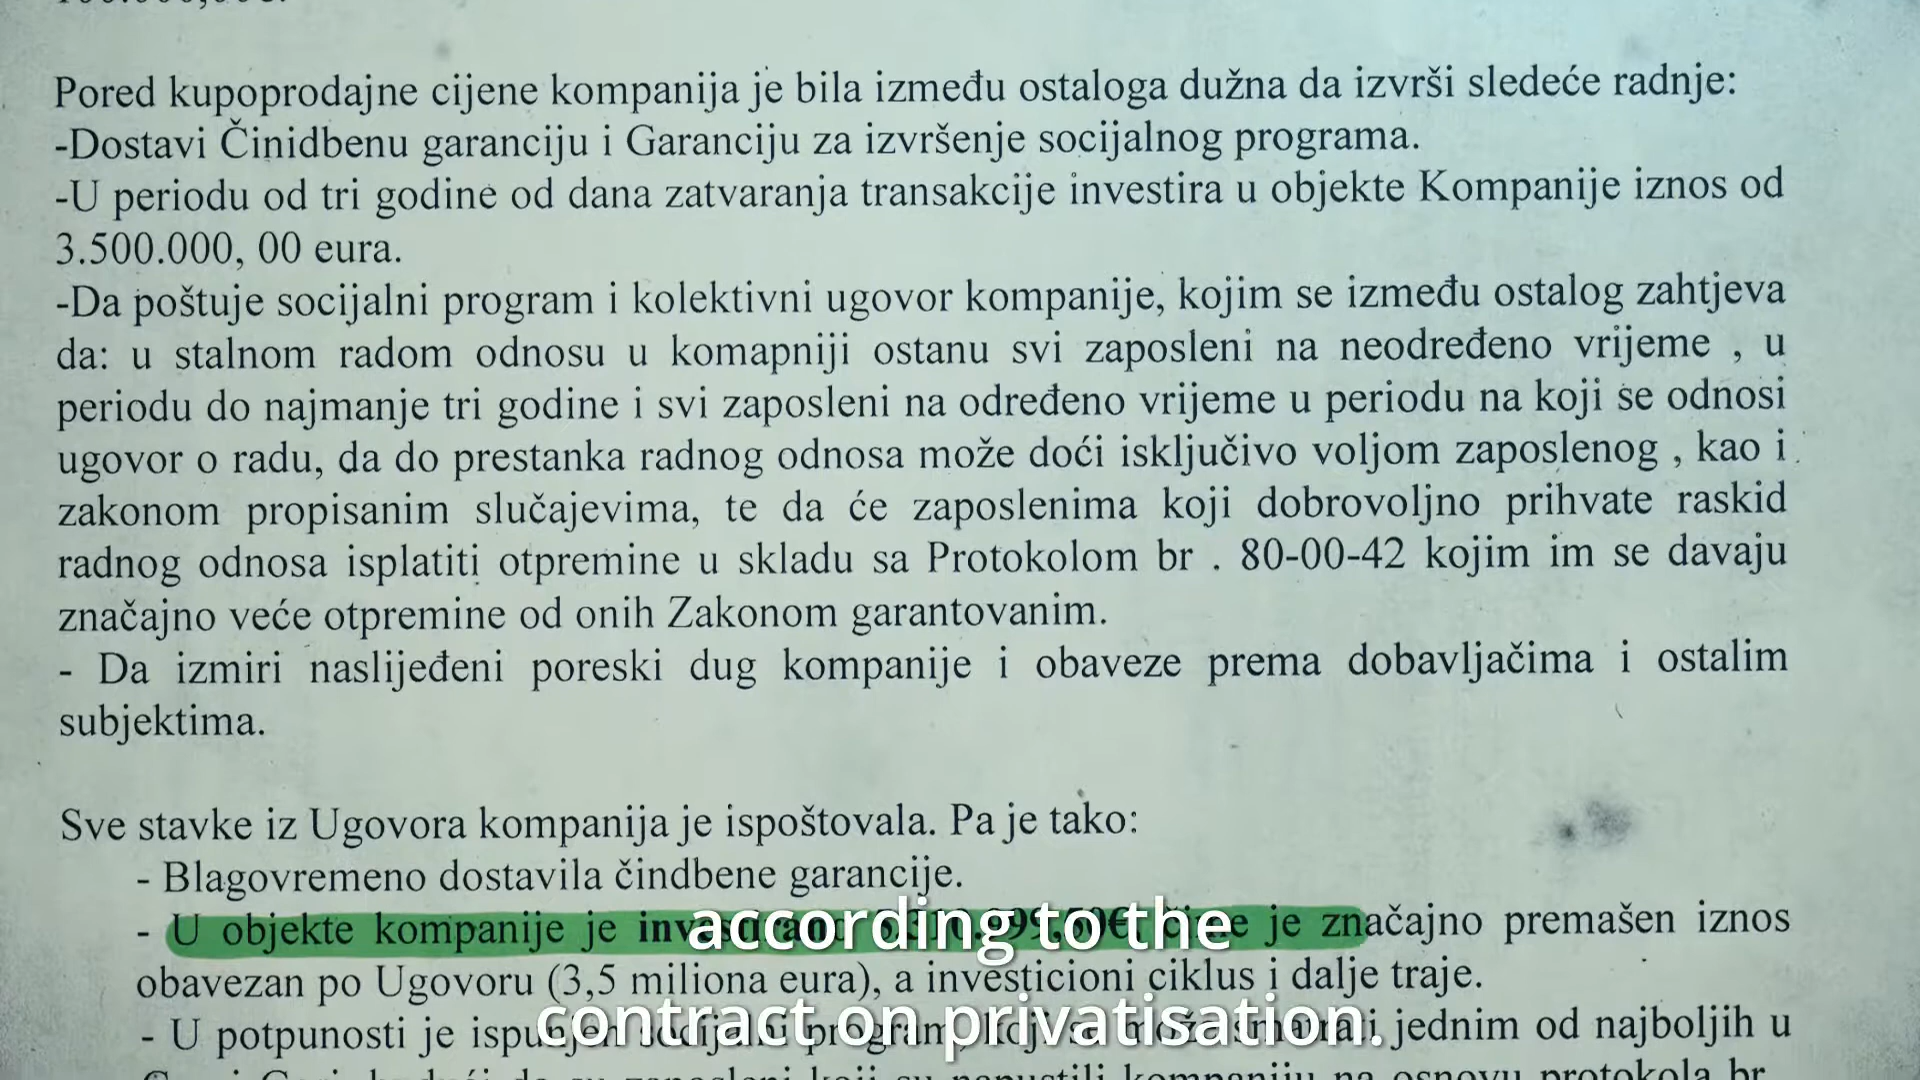 Pored kupoprodajne cijene kompanija je bila između ostaloga dužna da izvrši sledeće radnje:
-Dostavi Činidbenu garanciju i Garanciju za izvršenje socijalnog programa.
-U periodu od tri godine od dana zatvaranja transakcije investira u objekte Kompanije iznos od
3.500.000, 00 eura.
-Da poštuje socijalni program i kolektivni ugovor kompanije, kojim se između ostalog zahtjeva
da: u stalnom radom odnosu u komapniji ostanu svi zaposleni na neodređeno vrijeme , u
periodu do najmanje tri godine i svi zaposleni na određeno vrijeme u periodu na koji se odnosi
ugovor o radu, da do prestanka radnog odnosa može doći isključivo voljom zaposlenog , kao i
zakonom propisanim slučajevima, te da će zaposlenima koji dobrovoljno prihvate raskid
radnog odnosa isplatiti otpremine u skladu sa Protokolom br . 80-00-42 kojim im se davaju
značajno veće otpremine od onih Zakonom garantovanim.
- Da izmiri naslijeđeni poreski dug kompanije i obaveze prema dobavljačima i ostalim
subjektima.
Sve stavke iz Ugovora kompanija je ispoštovala. Pa je tako:
- Blagovremeno dostavila čindbene garancije.
- U objekte kompanije je je značajno premašen iznos
according to the
obavezan po Ugovoru (3,5 miliona eura), a investicioni ciklus i dalje traje.
- U potpunosti je jednim od najboljih u
contract on privatisation.